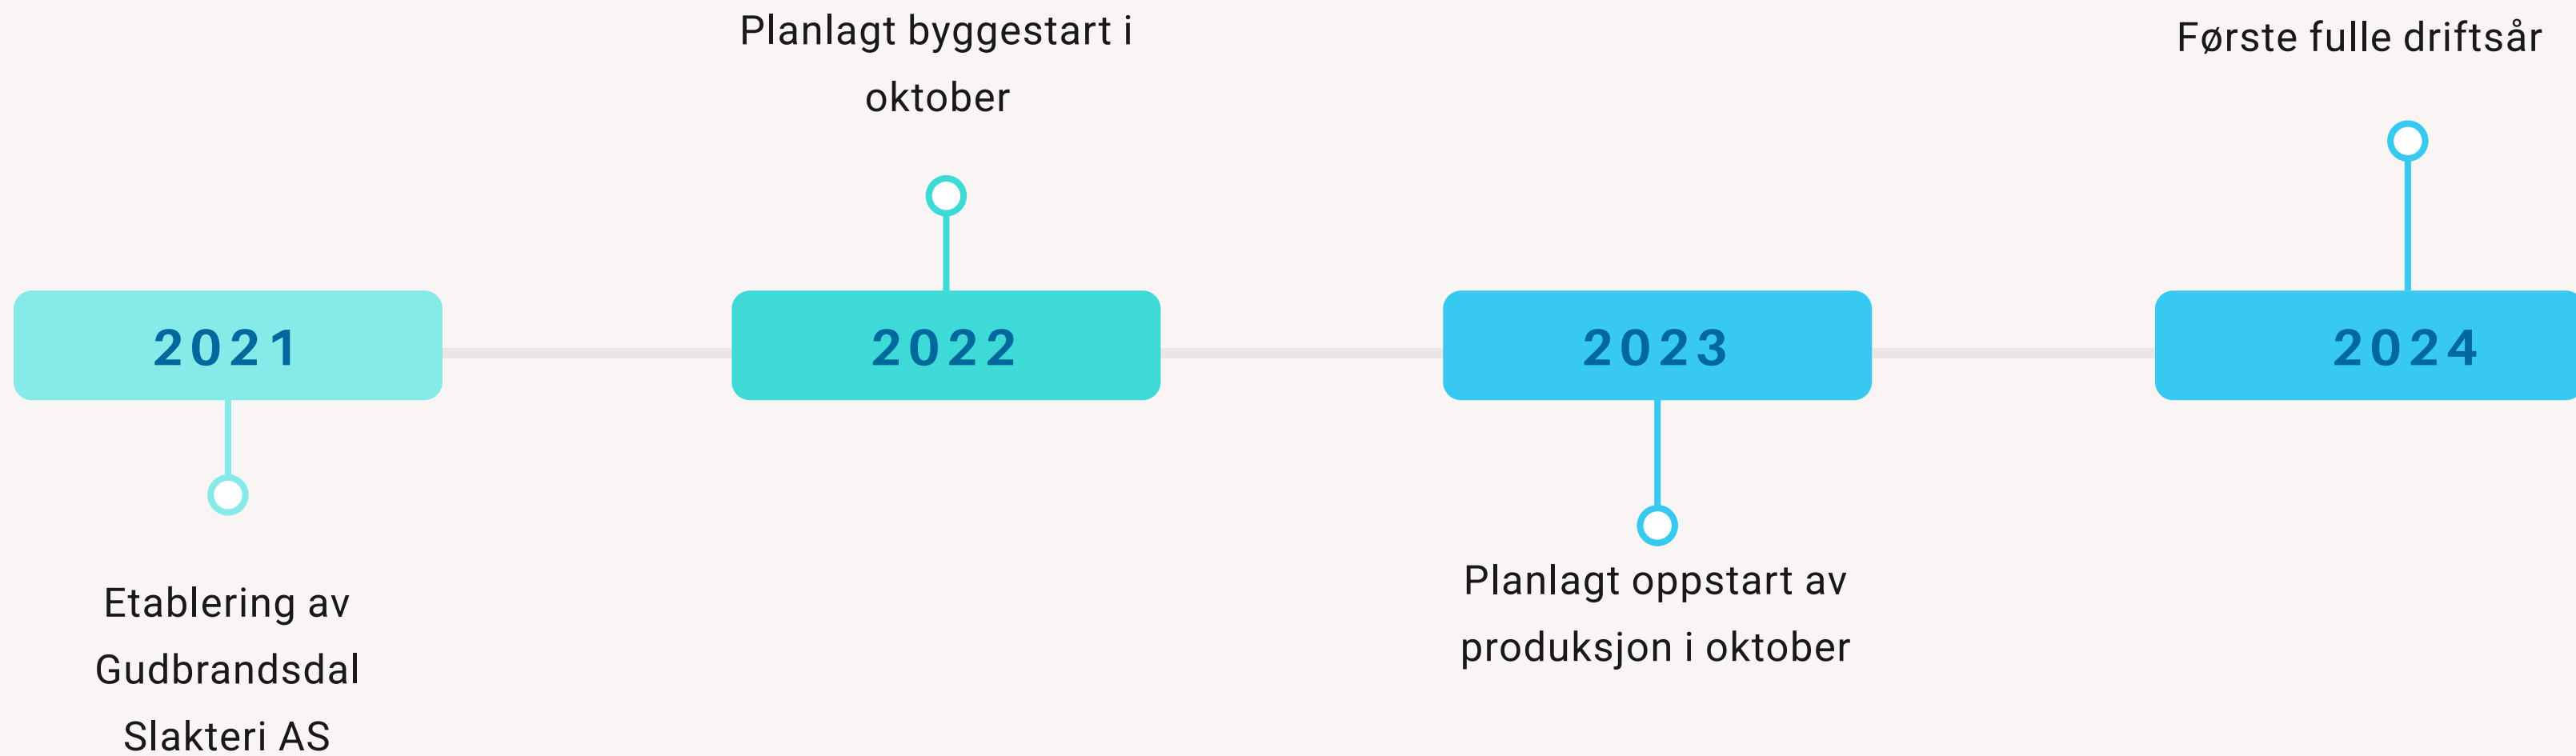 Planlagt byggestart i
oktober
Første fulle driftsår
2021
2022
2023
2024
Etablering av
Gudbrandsdal
Slakteri AS
Planlagt oppstart av
produksjon i oktober